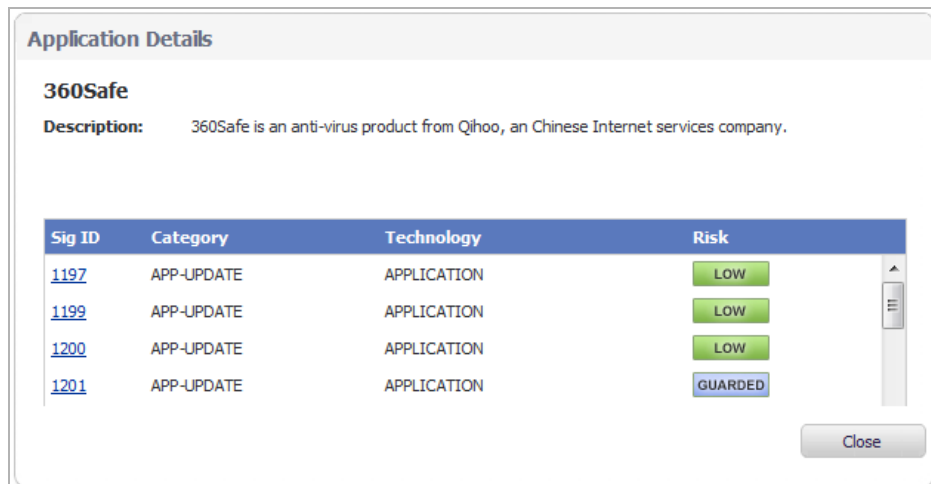 Application Details
360Safe
Description: 360Safe is an anti-virus product from Qihoo, an Chinese Internet services company.
Sig ID Category Technology Risk
1197 APP-UPDATE APPLICATION LOW
1199 APP-UPDATE APPLICATION LOW
1200 APP-UPDATE APPLICATION LOW
1201 APP-UPDATE APPLICATION GUARDED
Close